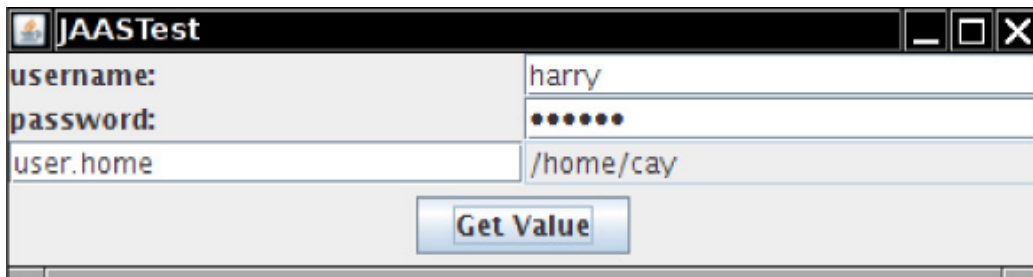 JAASTest
username: harry
password: ••••••
user.home /home/cay
Get Value